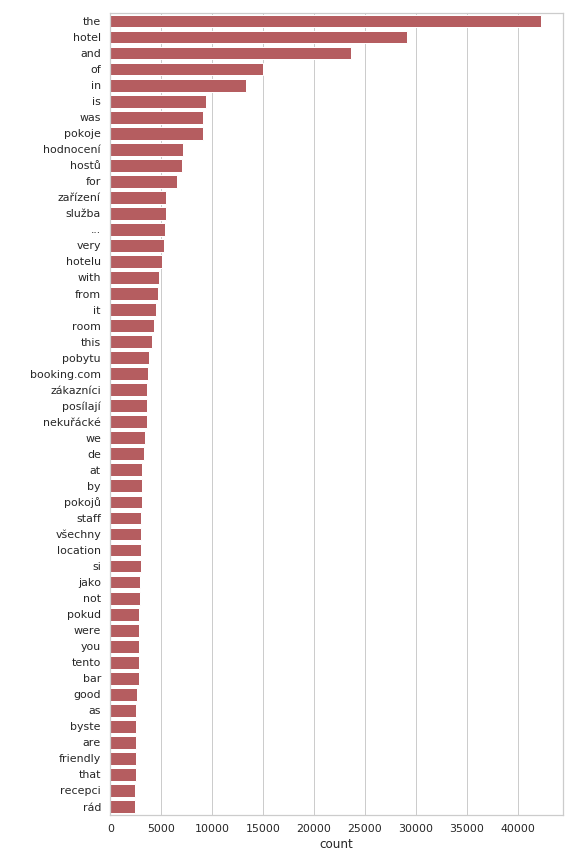 the
hotel
and
of
in
is
was
pokoje
hodnocení
hostů
for
zařízení
služba
...
very
hotelu
with
from
it
room
this
pobytu
booking.com
zákazníci
posílají
nekuřácké
we
de
at
by
pokojů
staff
všechny
location
si
jako
not
pokud
were
you
tento
bar
good
as
byste
are
friendly
that
recepci
rád
0 5000 10000 15000 20000 25000 30000 35000 40000
count